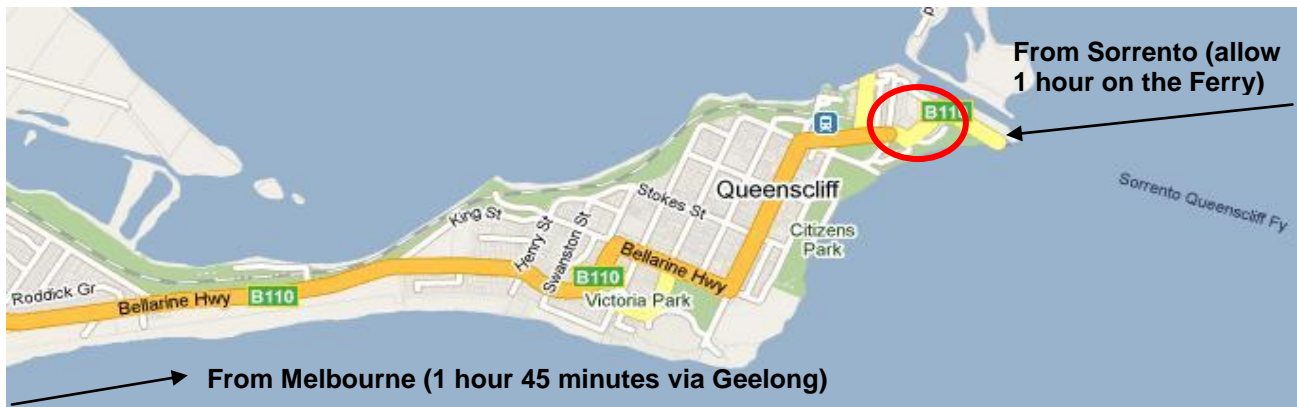 From Sorrento (allow
1 hour on the Ferry)
B110
Queenscliff
Stokes St
Sorrento Queenscliff Fy
King St
Henry St
Swanston St
Citizens
Park
Bellarine Hwy
B110
Victoria Park
Roddick Gr
Bellarine Hwy
B110
From Melbourne (1 hour 45 minutes via Geelong)